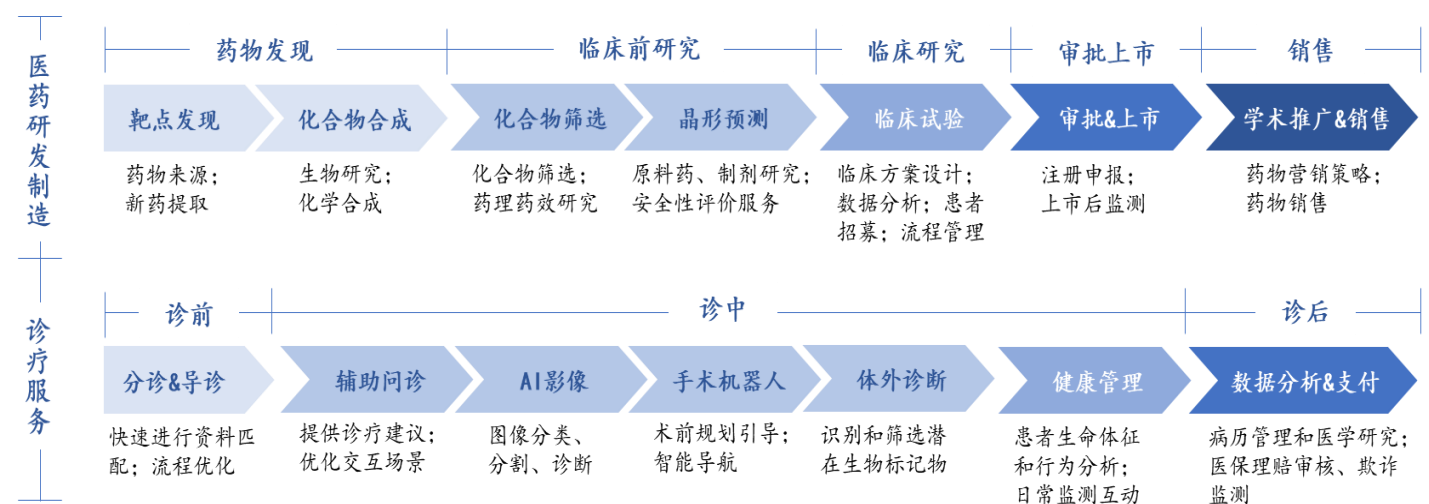 医药研发制造
药物发现
临床前研究
临床研究
审批上市
销售
靶点发现
化合物合成
化合物筛选
晶形预测
临床试验
审批&上市
学术推广&销售
药物来源；
新药提取
生物研究；
化学合成
化合物筛选；
药理药效研究
原料药、制剂研究；
安全性评价服务
临床方案设计；
数据分析；患者
招募；流程管理
注册申报；
上市后监测
药物营销策略；
药物销售
诊疗服务
诊前
诊中
诊后
分诊&导诊
辅助问诊
AI影像
手术机器人
体外诊断
健康管理
数据分析&支付
快速进行资料匹
配；流程优化
提供诊疗建议；
优化交互场景
图像分类、
分割、诊断
术前规划引导；
智能导航
识别和筛选潜
在生物标记物
患者生命体征
和行为分析；
日常监测互动
病历管理和医学研究；
医保理赔审核、欺诈
监测